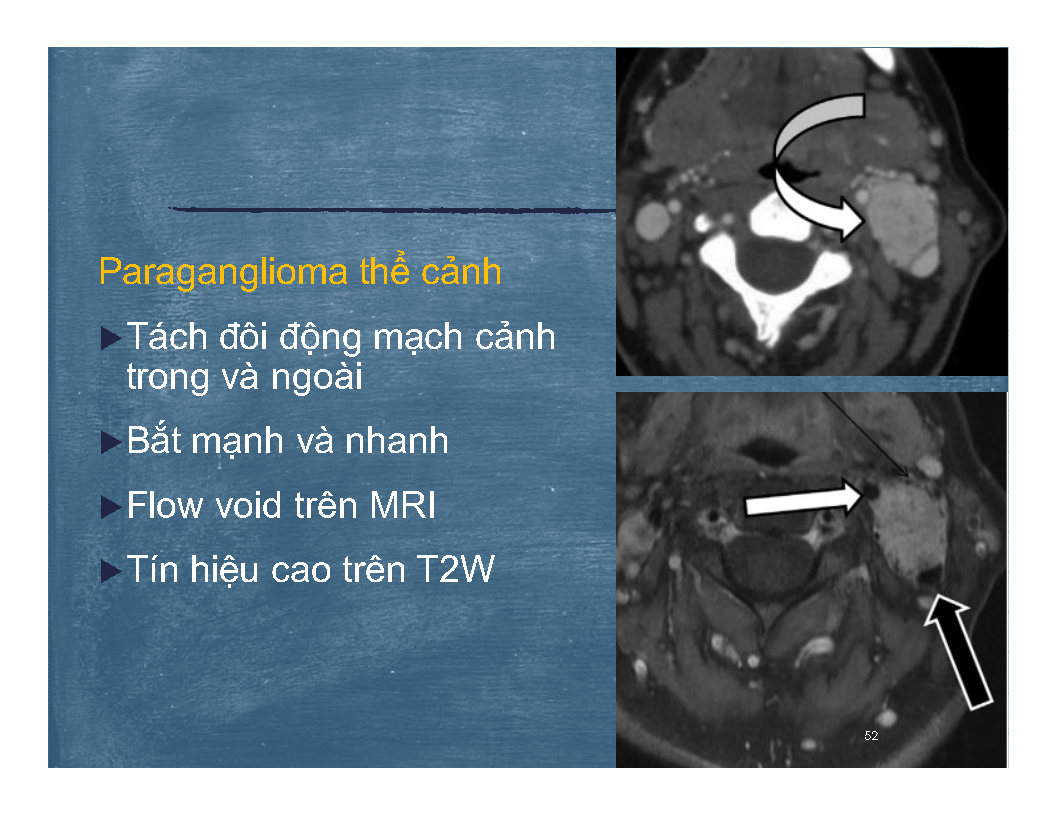 Paraganglioma thể cảnh
►Tách đôi động mạch cảnh
trong và ngoài
►Bắt mạnh và nhanh
►Flow void trên MRI
►Tín hiệu cao trên T2W
52